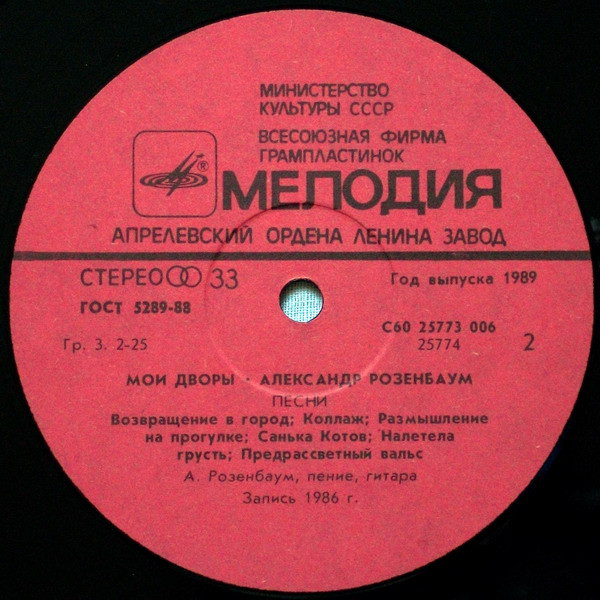 МИНИСТЕРСТВО
КУЛЬТУРЫ СССР
ВСЕСОЮЗНАЯ ФИРМА
ГРАМПЛАСТИНОК
®
МЕЛОДИЯ
АПРЕЛЕВСКИЙ ОРДЕНА ЛЕНИНА ЗАВОД
СТЕРЕО 33
Год выпуска 1989
ГОСТ 5289-88
С60 25773 006
Гр. 3. 2-25
25774
2
МОИ ДВОРЫ · АЛЕКСАНДР РОЗЕНБАУМ
ПЕСНИ
Возвращение в город; Коллаж; Размышление
на прогулке; Санька Котов; Налетела
грусть; Предрассветный вальс
А. Розенбаум, пение, гитара
Запись 1986 г.